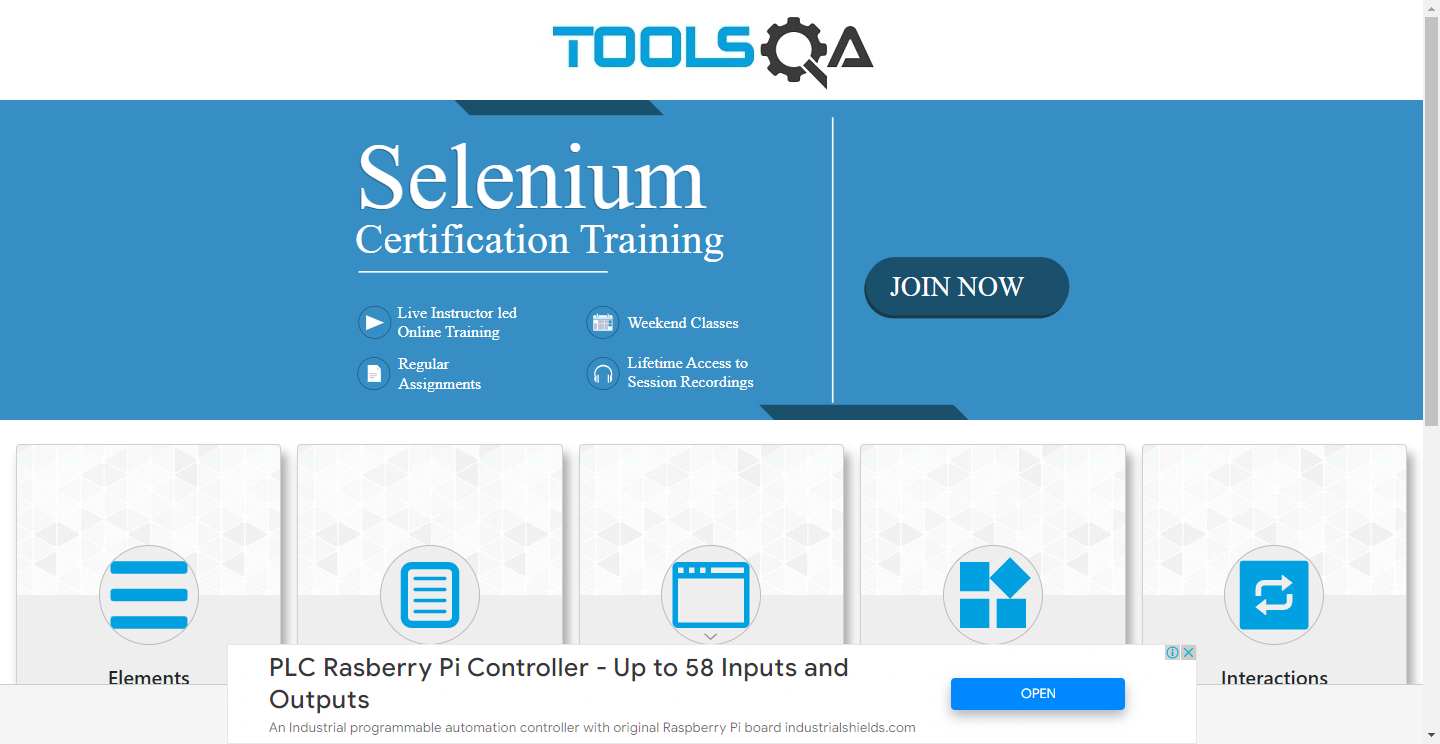 TOOLSQA
Selenium
Certification Training
JOIN NOW
Live Instructor led
Online Training
Weekend Classes
Regular
Assignments
Lifetime Access to
Session Recordings
Elements
Interactions
PLC Rasberry Pi Controller - Up to 58 Inputs and
Outputs
An Industrial programmable automation controller with original Raspberry Pi board industrialshields.com
OPEN